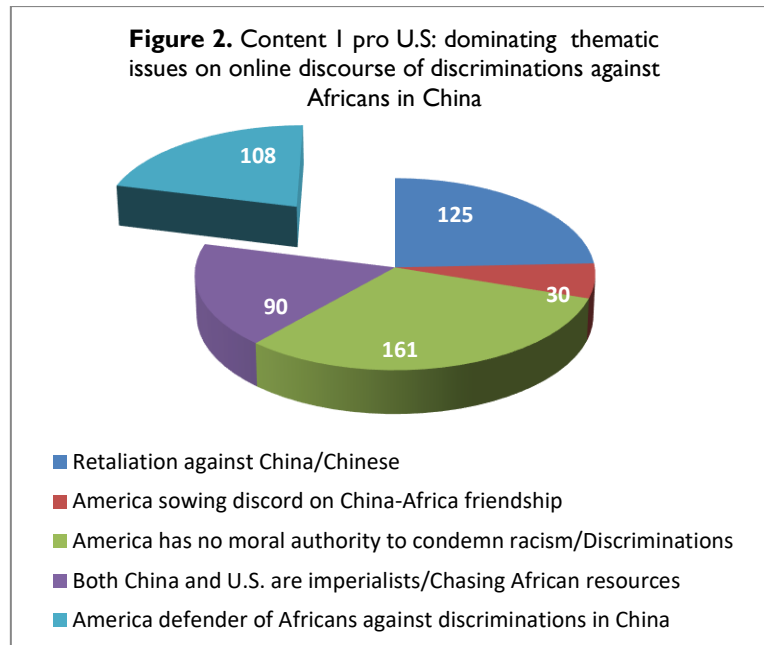 Figure 2. Content I pro U.S: dominating thematic
issues on online discourse of discriminations against
Africans in China
108
125
30
90
161
Retaliation against China/Chinese
America sowing discord on China-Africa friendship
America has no moral authority to condemn racism/Discriminations
Both China and U.S. are imperialists/Chasing African resources
America defender of Africans against discriminations in China